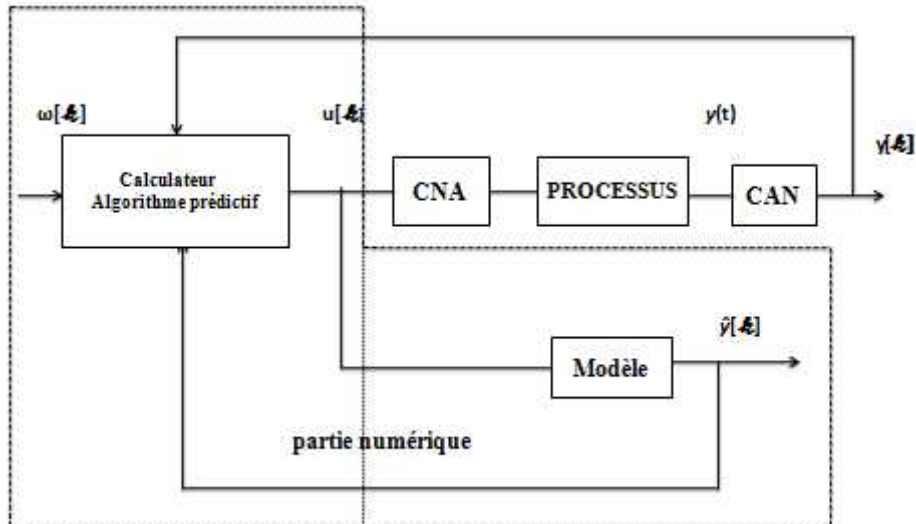 ω[k]
u[k]
y(t)
y[k]
Calculateur
Algorithme prédictif
CNA
PROCESSUS
CAN
ŷ[k]
Modèle
partie numérique